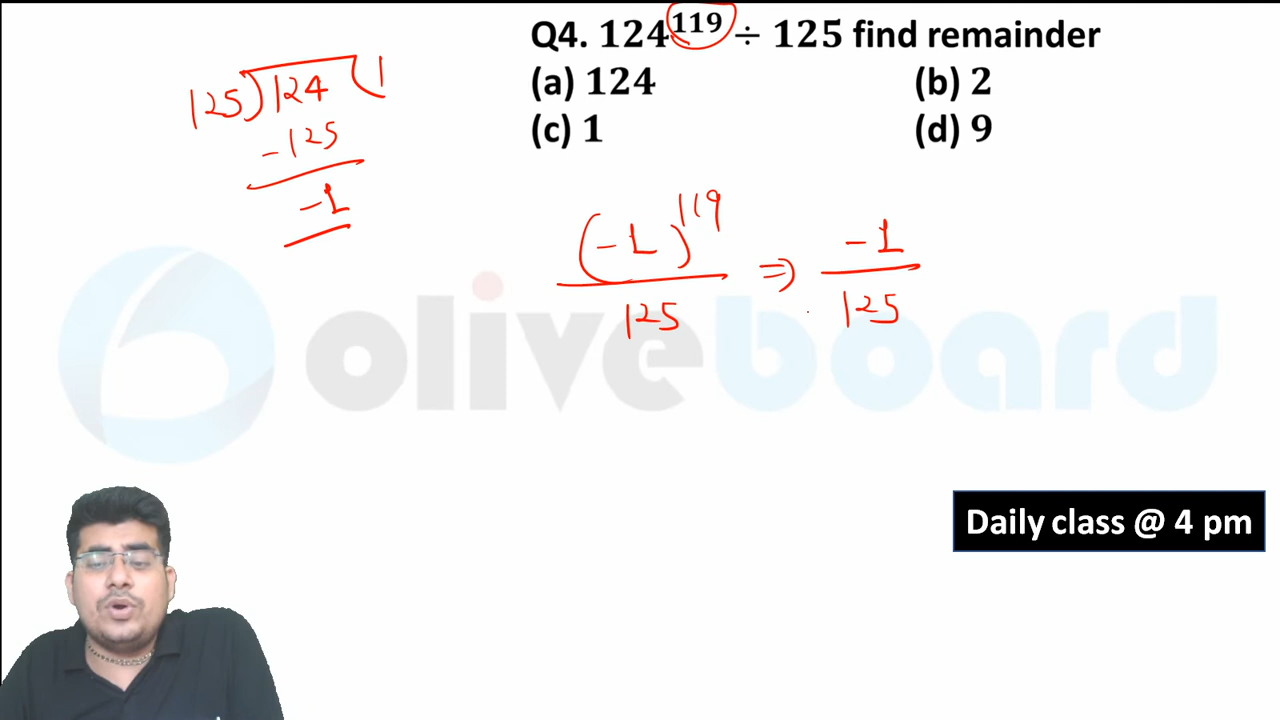 Q4. 124^119 ÷ 125 find remainder
(a) 124 (b) 2
(c) 1 (d) 9
125) 124 ( 1
-125
-1
(-1)^119
125
⇒
-1
125
oliveboard
Daily class @ 4 pm